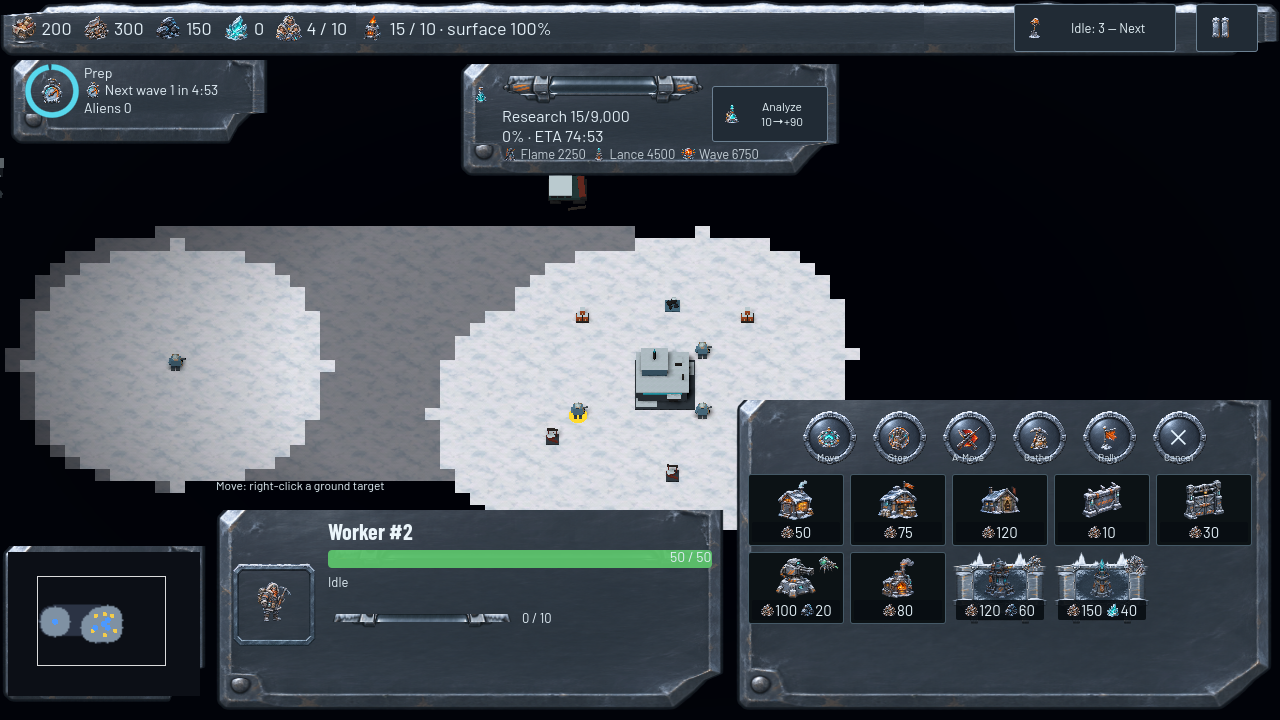 200 300 150 0 4 / 10 15 / 10 · surface 100%
Idle: 3 – Next
Prep
Next wave 1 in 4:53
Aliens 0
Research 15/9,000
0% · ETA 74:53
Flame 2250 Lance 4500 Wave 6750
Analyze
10→+90
Move: right-click a ground target
Worker #2
50 / 50
Idle
0 / 10
Move Stop A-Move Gather Rally Cancel
50 75 120 10 30
100 20 80 120 60 150 40